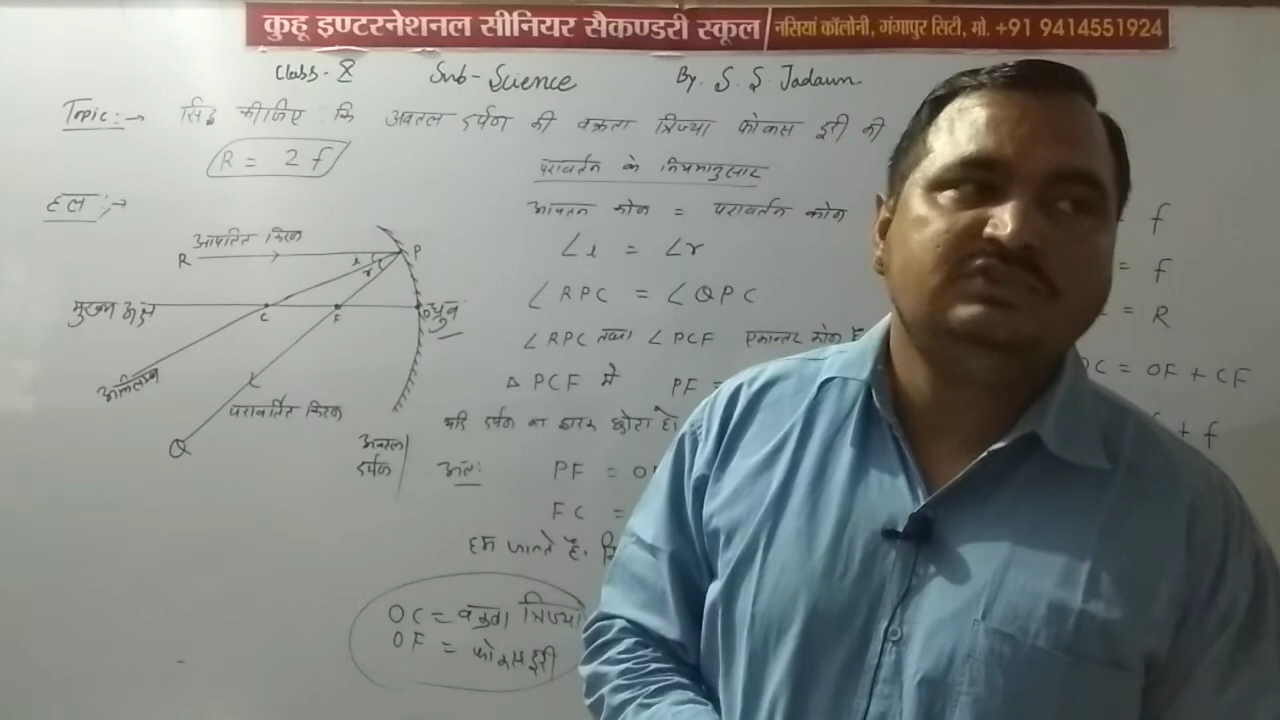 कुहू इण्टरनेशनल सीनियर सैकण्डरी स्कूल नसियां कॉलोनी, गंगापुर सिटी, मो. +91 9414551924
Class - 8 Sub - Science By. S. S. Jadaun
Topic:→ सिद्ध कीजिए कि अवतल दर्पण की वक्रता त्रिज्या फोकस दूरी की
R = 2f
हल:→
आपतित किरण
R
P
i
r
मुख्य अक्ष
C
F
ध्रुव
अभिलम्ब
परावर्तित किरण
Q
अवतल
दर्पण
परावर्तन के नियमानुसार
आपतन कोण = परावर्तन कोण
∠i = ∠r
∠RPC = ∠QPC
∠RPC तथा ∠PCF एकान्तर कोण है
△ PCF में PF =
यदि दर्पण का द्वारक छोटा हो
अतः PF = O
FC =
हम जानते है, कि
OC = वक्रता त्रिज्या
OF = फोकस दूरी
f
= f
= R
OC = OF + CF
+ f